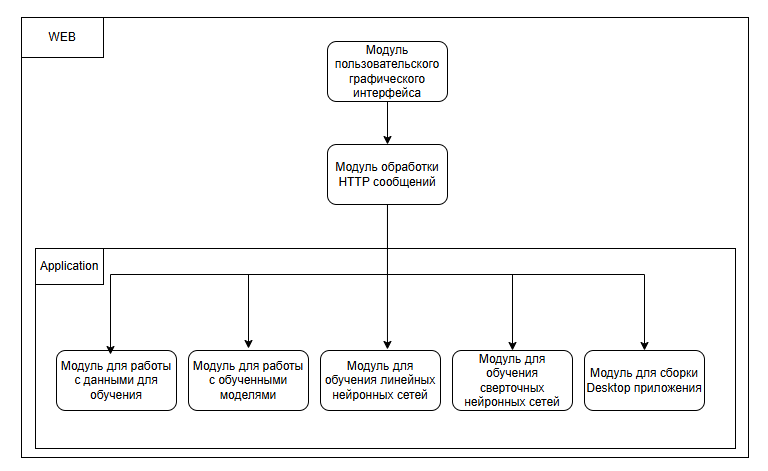 WEB
Модуль
пользовательского
графического
интерфейса
Модуль обработки
HTTP сообщений
Application
Модуль для работы
с данными для
обучения
Модуль для работы
с обученными
моделями
Модуль для
обучения линейных
нейронных сетей
Модуль для
обучения
сверточных
нейронных сетей
Модуль для сборки
Desktop приложения